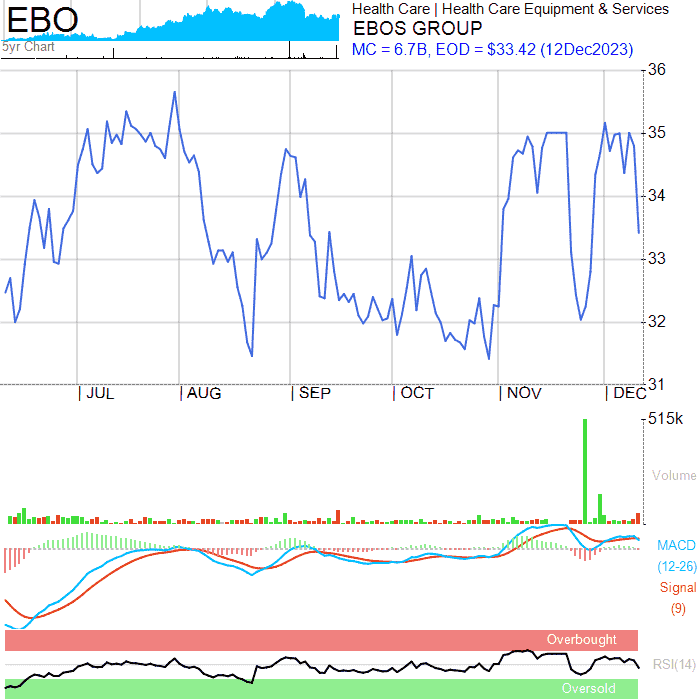 EBO
5yr Chart
Health Care | Health Care Equipment & Services
EBOS GROUP
MC = 6.7B, EOD = $33.42 (12Dec2023)
36
35
34
33
32
31
| JUL | AUG | SEP | OCT | NOV | DEC
515k
Volume
MACD
(12-26)
Signal
(9)
Overbought
RSI(14)
Oversold